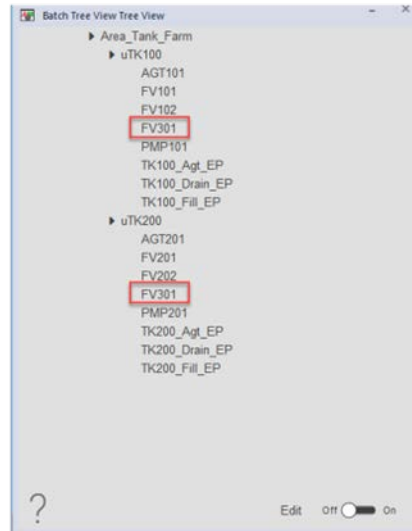 Batch Tree View Tree View
Area_Tank_Farm
uTK100
AGT101
FV101
FV102
FV301
PMP101
TK100_Agt_EP
TK100_Drain_EP
TK100_Fill_EP
uTK200
AGT201
FV201
FV202
FV301
PMP201
TK200_Agt_EP
TK200_Drain_EP
TK200_Fill_EP
? Edit Off On